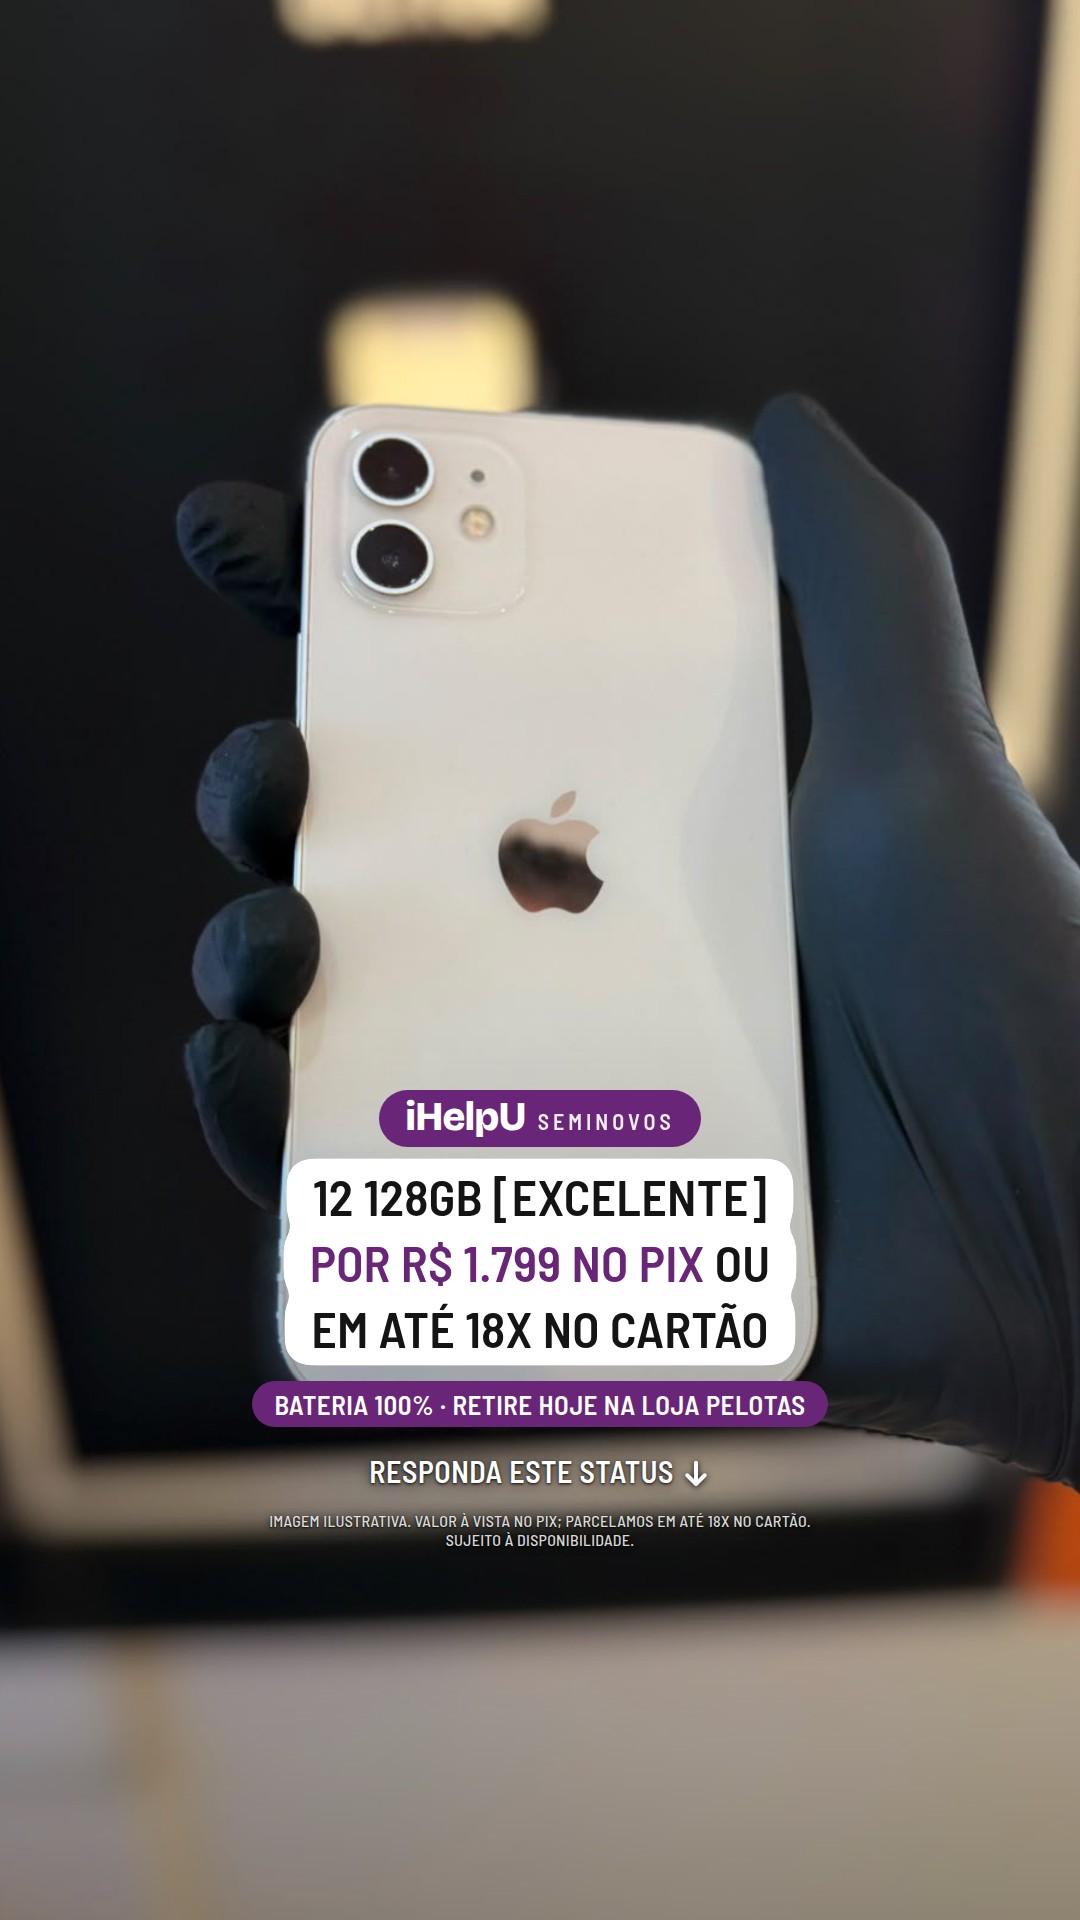 iHelpU SEMINOVOS
12 128GB [EXCELENTE]
POR R$ 1.799 NO PIX OU
EM ATÉ 18X NO CARTÃO
BATERIA 100% · RETIRE HOJE NA LOJA PELOTAS
RESPONDA ESTE STATUS ↓
IMAGEM ILUSTRATIVA. VALOR À VISTA NO PIX; PARCELAMOS EM ATÉ 18X NO CARTÃO.
SUJEITO À DISPONIBILIDADE.